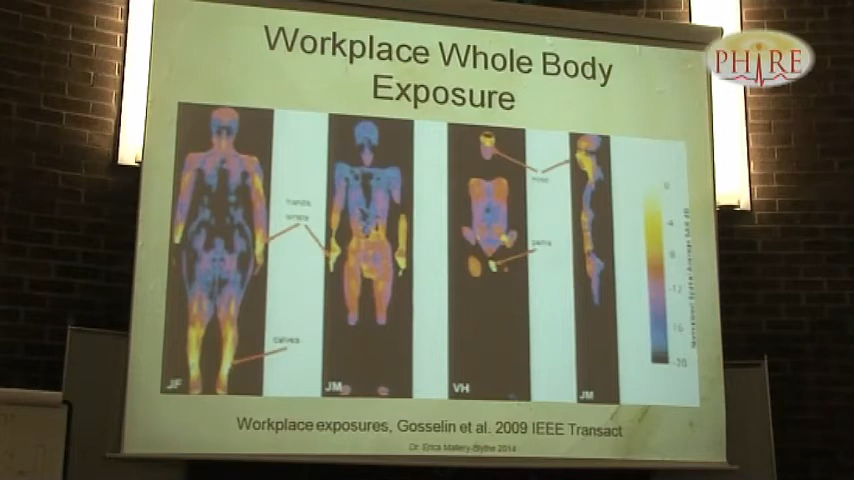 Workplace Whole Body
Exposure
PHIRE
hands
wrists
nose
penis
calves
JF
JM
VH
JM
0
-4
-8
-12
-16
-20
Workplace exposures, Gosselin et al. 2009 IEEE Transact
Dr. Erica Mallery-Blythe 2014